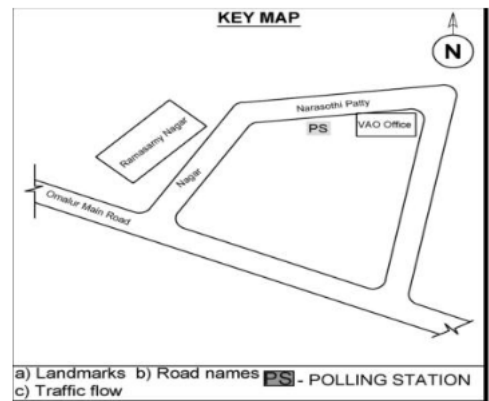 KEY MAP
N
Narasothi Patty
PS
VAO Office
Ramasamy Nagar
Nagar
Omalur Main Road
a) Landmarks b) Road names PS - POLLING STATION
c) Traffic flow